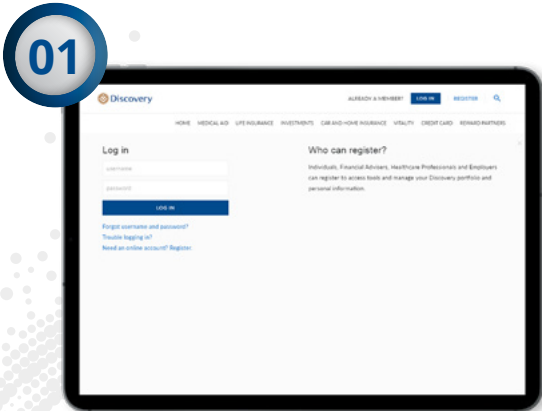 01
Discovery
ALREADY A MEMBER? LOG IN REGISTER
HOME MEDICAL AID LIFE INSURANCE INVESTMENTS CAR AND HOME INSURANCE VITALITY CREDIT CARD REWARD PARTNERS
Log in
username
password
LOG IN
Forgot username and password?
Trouble logging in?
Need an online account? Register
Who can register?
Individuals, Financial Advisers, Healthcare Professionals and Employers
can register to access tools and manage your Discovery portfolio and
personal information.